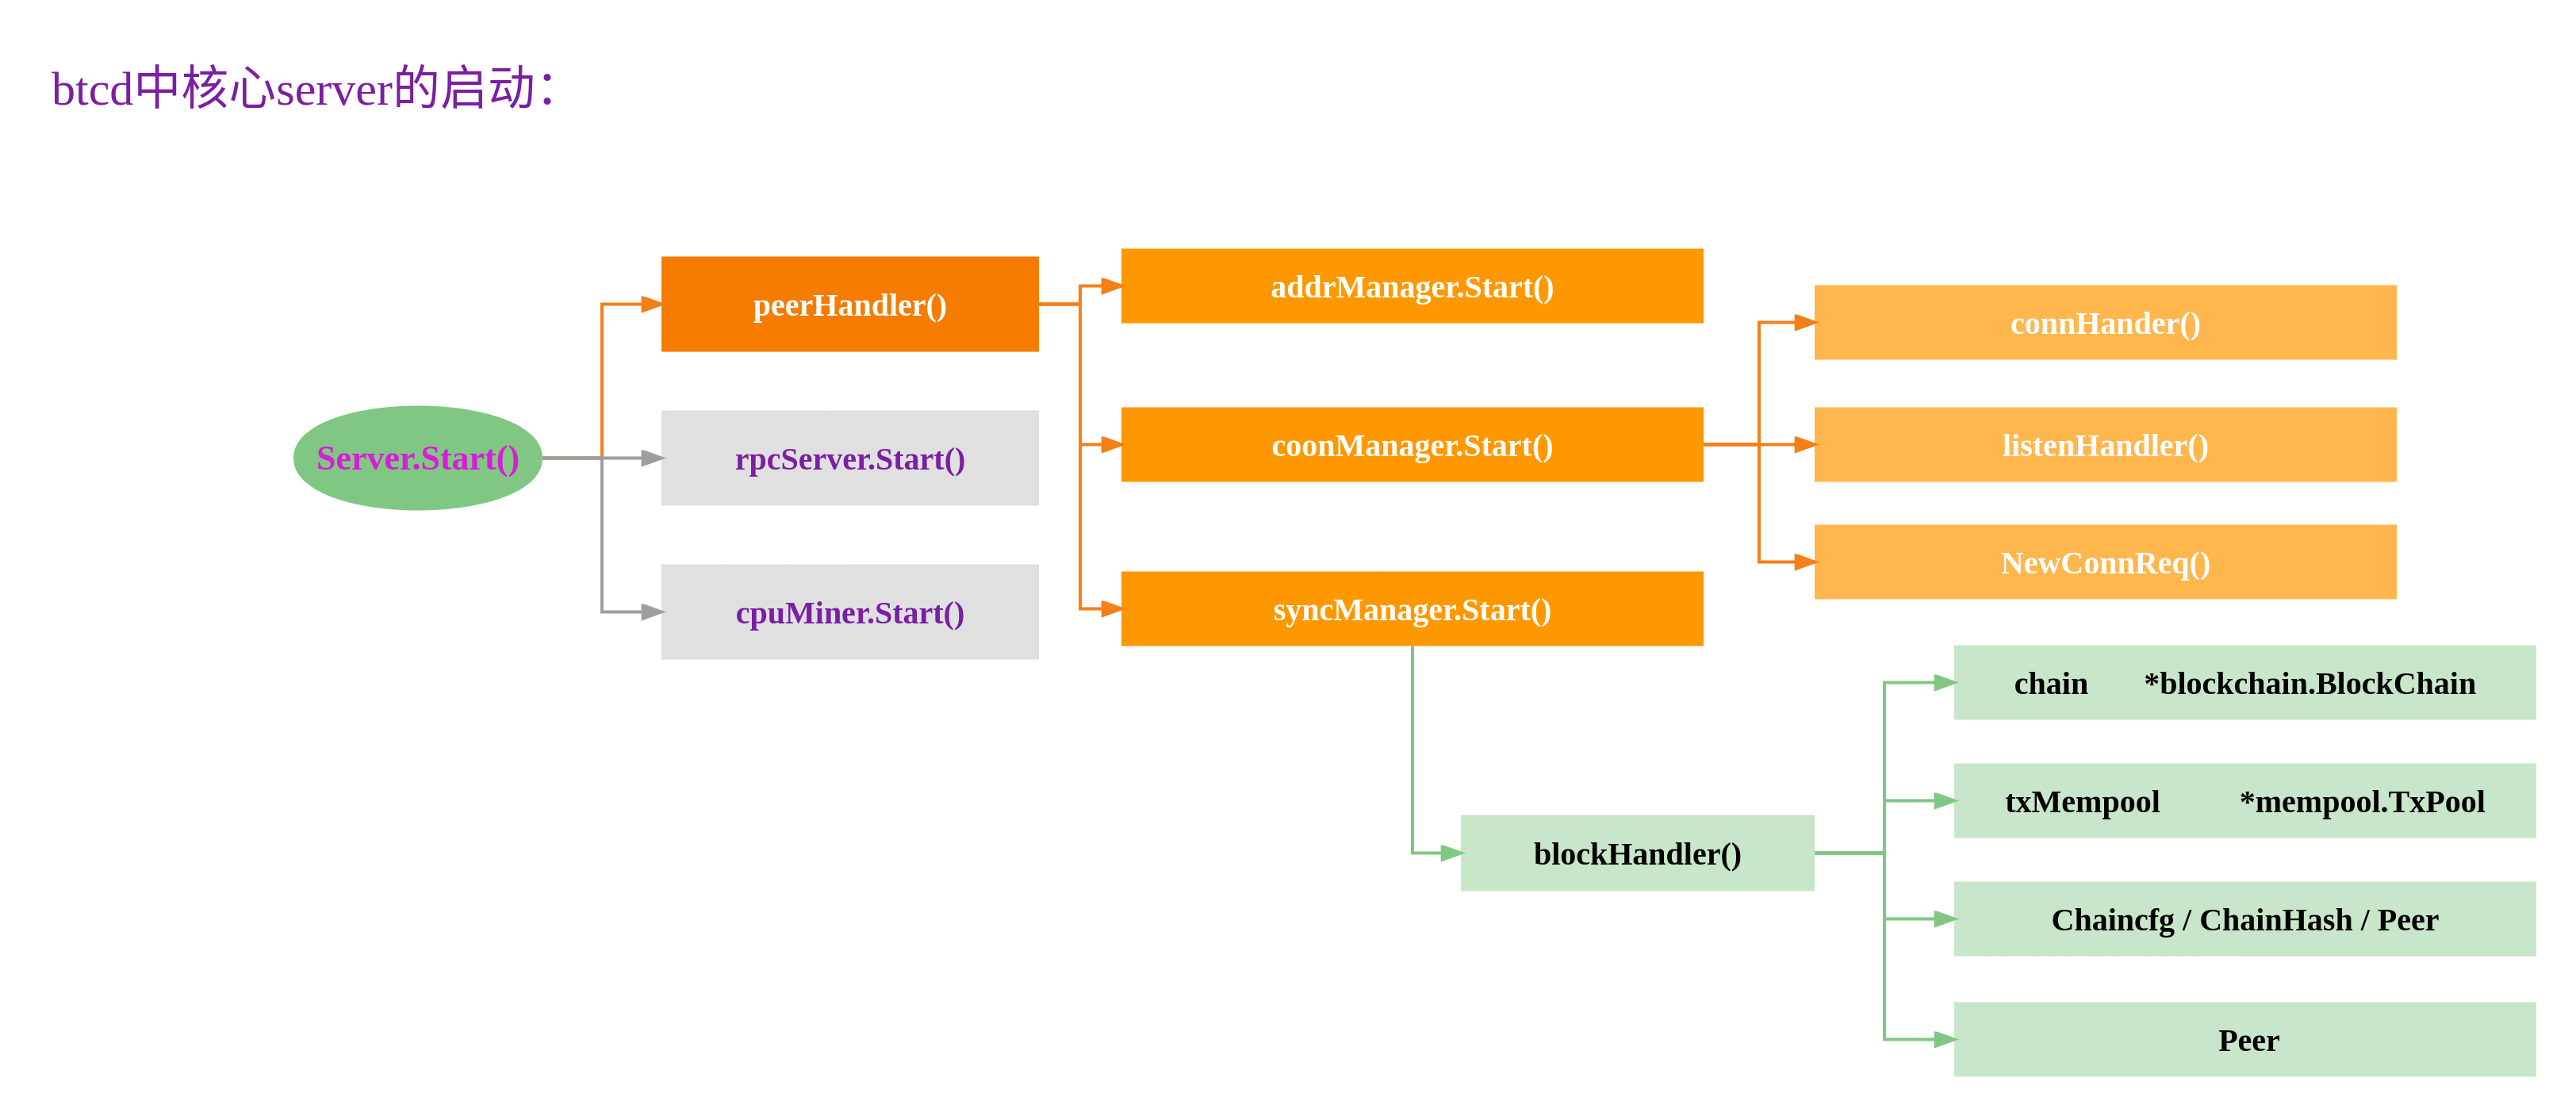 btcd中核心server的启动：
Server.Start()
peerHandler()
rpcServer.Start()
cpuMiner.Start()
addrManager.Start()
coonManager.Start()
syncManager.Start()
connHander()
listenHandler()
NewConnReq()
blockHandler()
chain *blockchain.BlockChain
txMempool *mempool.TxPool
Chaincfg / ChainHash / Peer
Peer